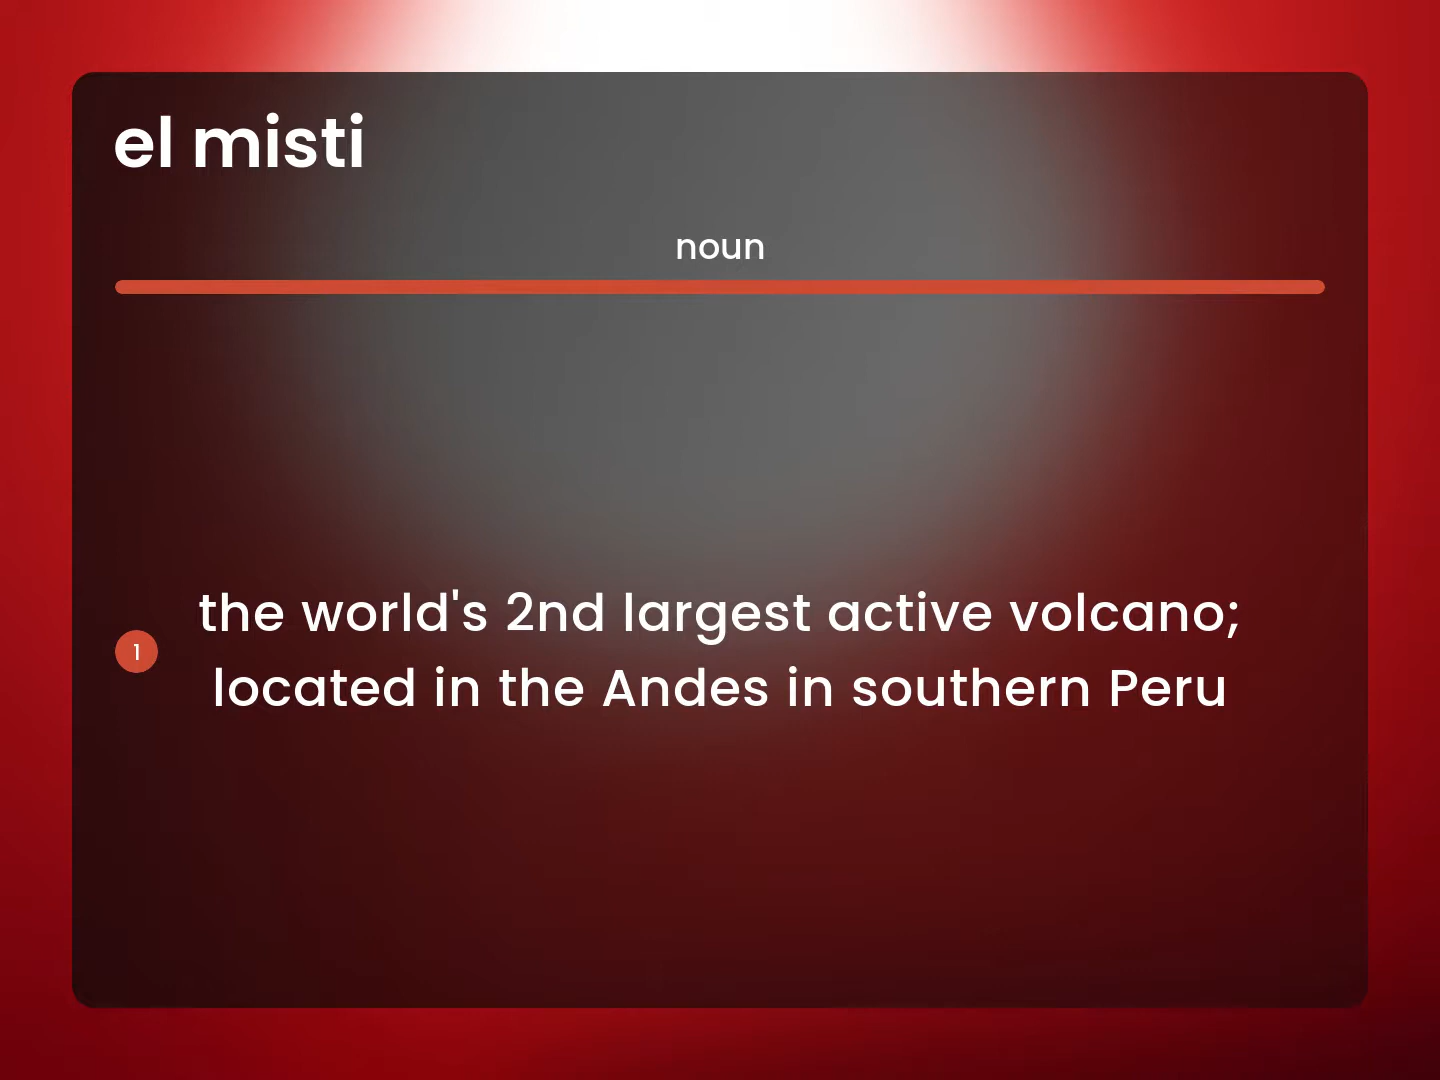 el misti
noun
1
the world's 2nd largest active volcano;
located in the Andes in southern Peru